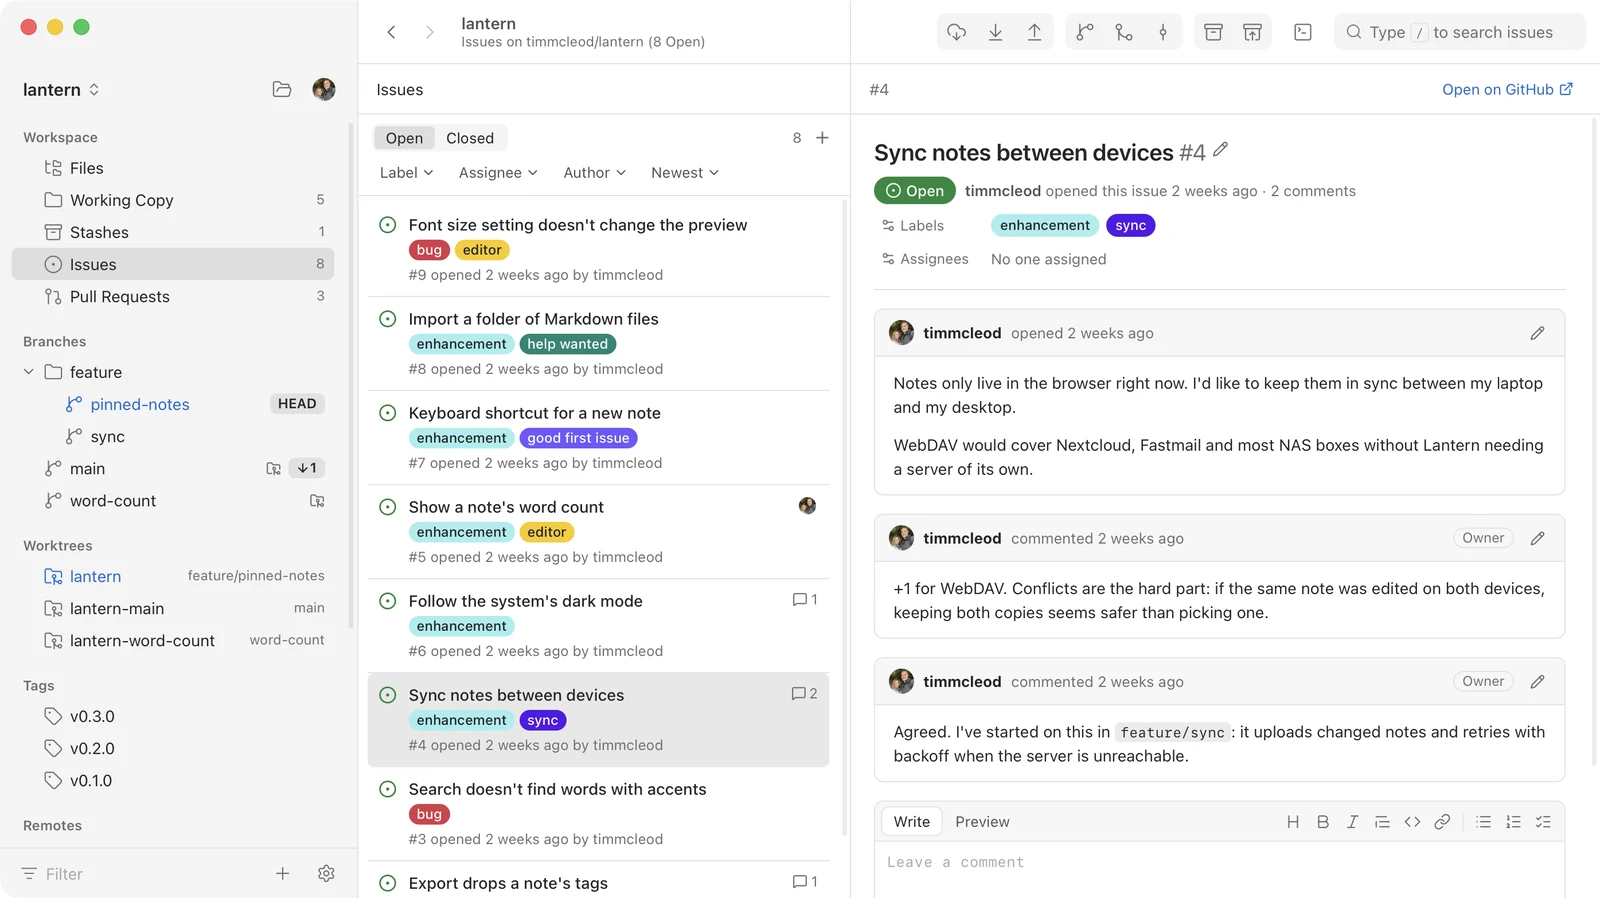 lantern
Workspace
Files
Working Copy 5
Stashes 1
Issues 8
Pull Requests 3
Branches
feature
pinned-notes HEAD
sync
main 1
word-count
Worktrees
lantern feature/pinned-notes
lantern-main main
lantern-word-count word-count
Tags
v0.3.0
v0.2.0
v0.1.0
Remotes
Filter
lantern
Issues on timmcleod/lantern (8 Open)
Issues
Open Closed 8
Label Assignee Author Newest
Font size setting doesn't change the preview
bug editor
#9 opened 2 weeks ago by timmcleod
Import a folder of Markdown files
enhancement help wanted
#8 opened 2 weeks ago by timmcleod
Keyboard shortcut for a new note
enhancement good first issue
#7 opened 2 weeks ago by timmcleod
Show a note's word count
enhancement editor
#5 opened 2 weeks ago by timmcleod
Follow the system's dark mode 1
enhancement
#6 opened 2 weeks ago by timmcleod
Sync notes between devices 2
enhancement sync
#4 opened 2 weeks ago by timmcleod
Search doesn't find words with accents
bug
#3 opened 2 weeks ago by timmcleod
Export drops a note's tags 1
Type / to search issues
#4 Open on GitHub
Sync notes between devices #4
Open timmcleod opened this issue 2 weeks ago · 2 comments
Labels enhancement sync
Assignees No one assigned
timmcleod opened 2 weeks ago
Notes only live in the browser right now. I'd like to keep them in sync between my laptop
and my desktop.
WebDAV would cover Nextcloud, Fastmail and most NAS boxes without Lantern needing
a server of its own.
timmcleod commented 2 weeks ago Owner
+1 for WebDAV. Conflicts are the hard part: if the same note was edited on both devices,
keeping both copies seems safer than picking one.
timmcleod commented 2 weeks ago Owner
Agreed. I've started on this in feature/sync: it uploads changed notes and retries with
backoff when the server is unreachable.
Write Preview H B I
Leave a comment